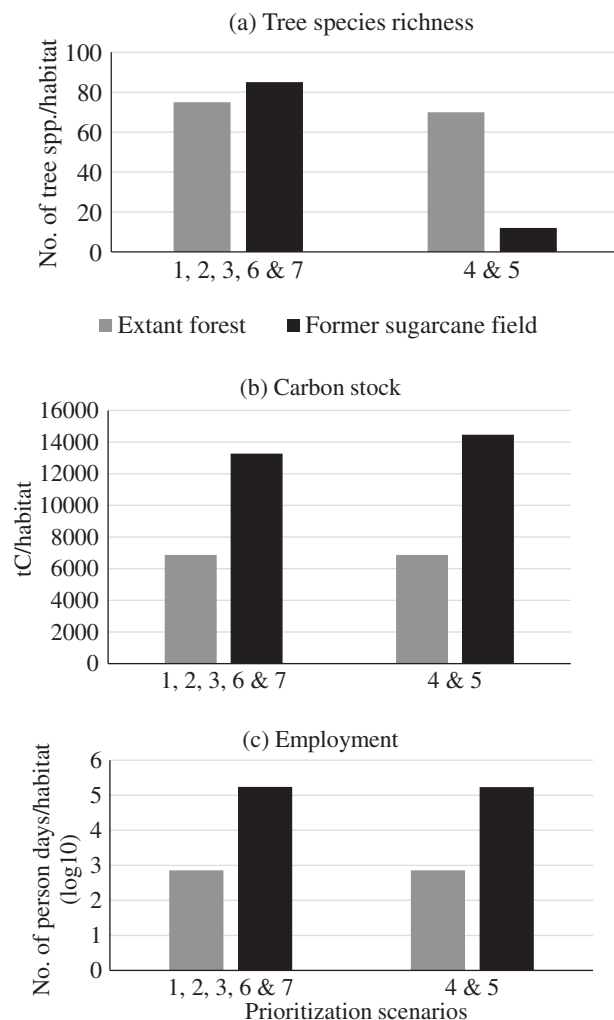 (a) Tree species richness
No. of tree spp./habitat
100
80
60
40
20
0
1, 2, 3, 6 & 7
4 & 5
Extant forest
Former sugarcane field
(b) Carbon stock
tC/habitat
16000
14000
12000
10000
8000
6000
4000
2000
0
1, 2, 3, 6 & 7
4 & 5
(c) Employment
No. of person days/habitat
(log10)
6
5
4
3
2
1
0
1, 2, 3, 6 & 7
4 & 5
Prioritization scenarios